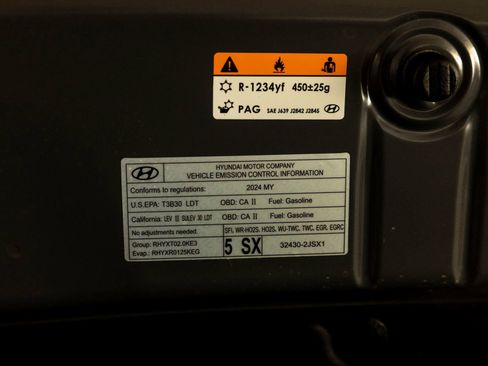 R-1234yf 450±25g
PAG SAE J639 J2842 J2845
HYUNDAI MOTOR COMPANY
VEHICLE EMISSION CONTROL INFORMATION
Conforms to regulations: 2024 MY
U.S.EPA: T3B30 LDT OBD: CA II Fuel: Gasoline
California: LEV III SULEV 30 LDT OBD: CA II Fuel: Gasoline
No adjustments needed. SFI, WR-HO2S, HO2S, WU-TWC, TWC, EGR, EGRC
Group: RHYXT02.0KE3
Evap.: RHYXR0125KEG
5 SX 32430-2JSX1